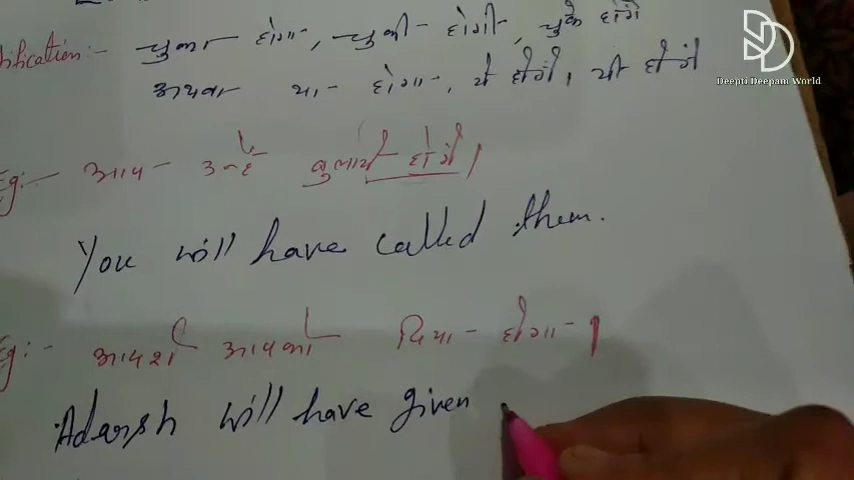 Deepti Deepam World
चुका होगा, चुकी होगी, चुके होंगे
अथवा या होगा, ये होंगे, यी होगी
Eg:- आप उन्हें बुलाये होंगे।
You will have called them.
Eg:- आदर्श आपको दिया होगा।
Adarsh will have given